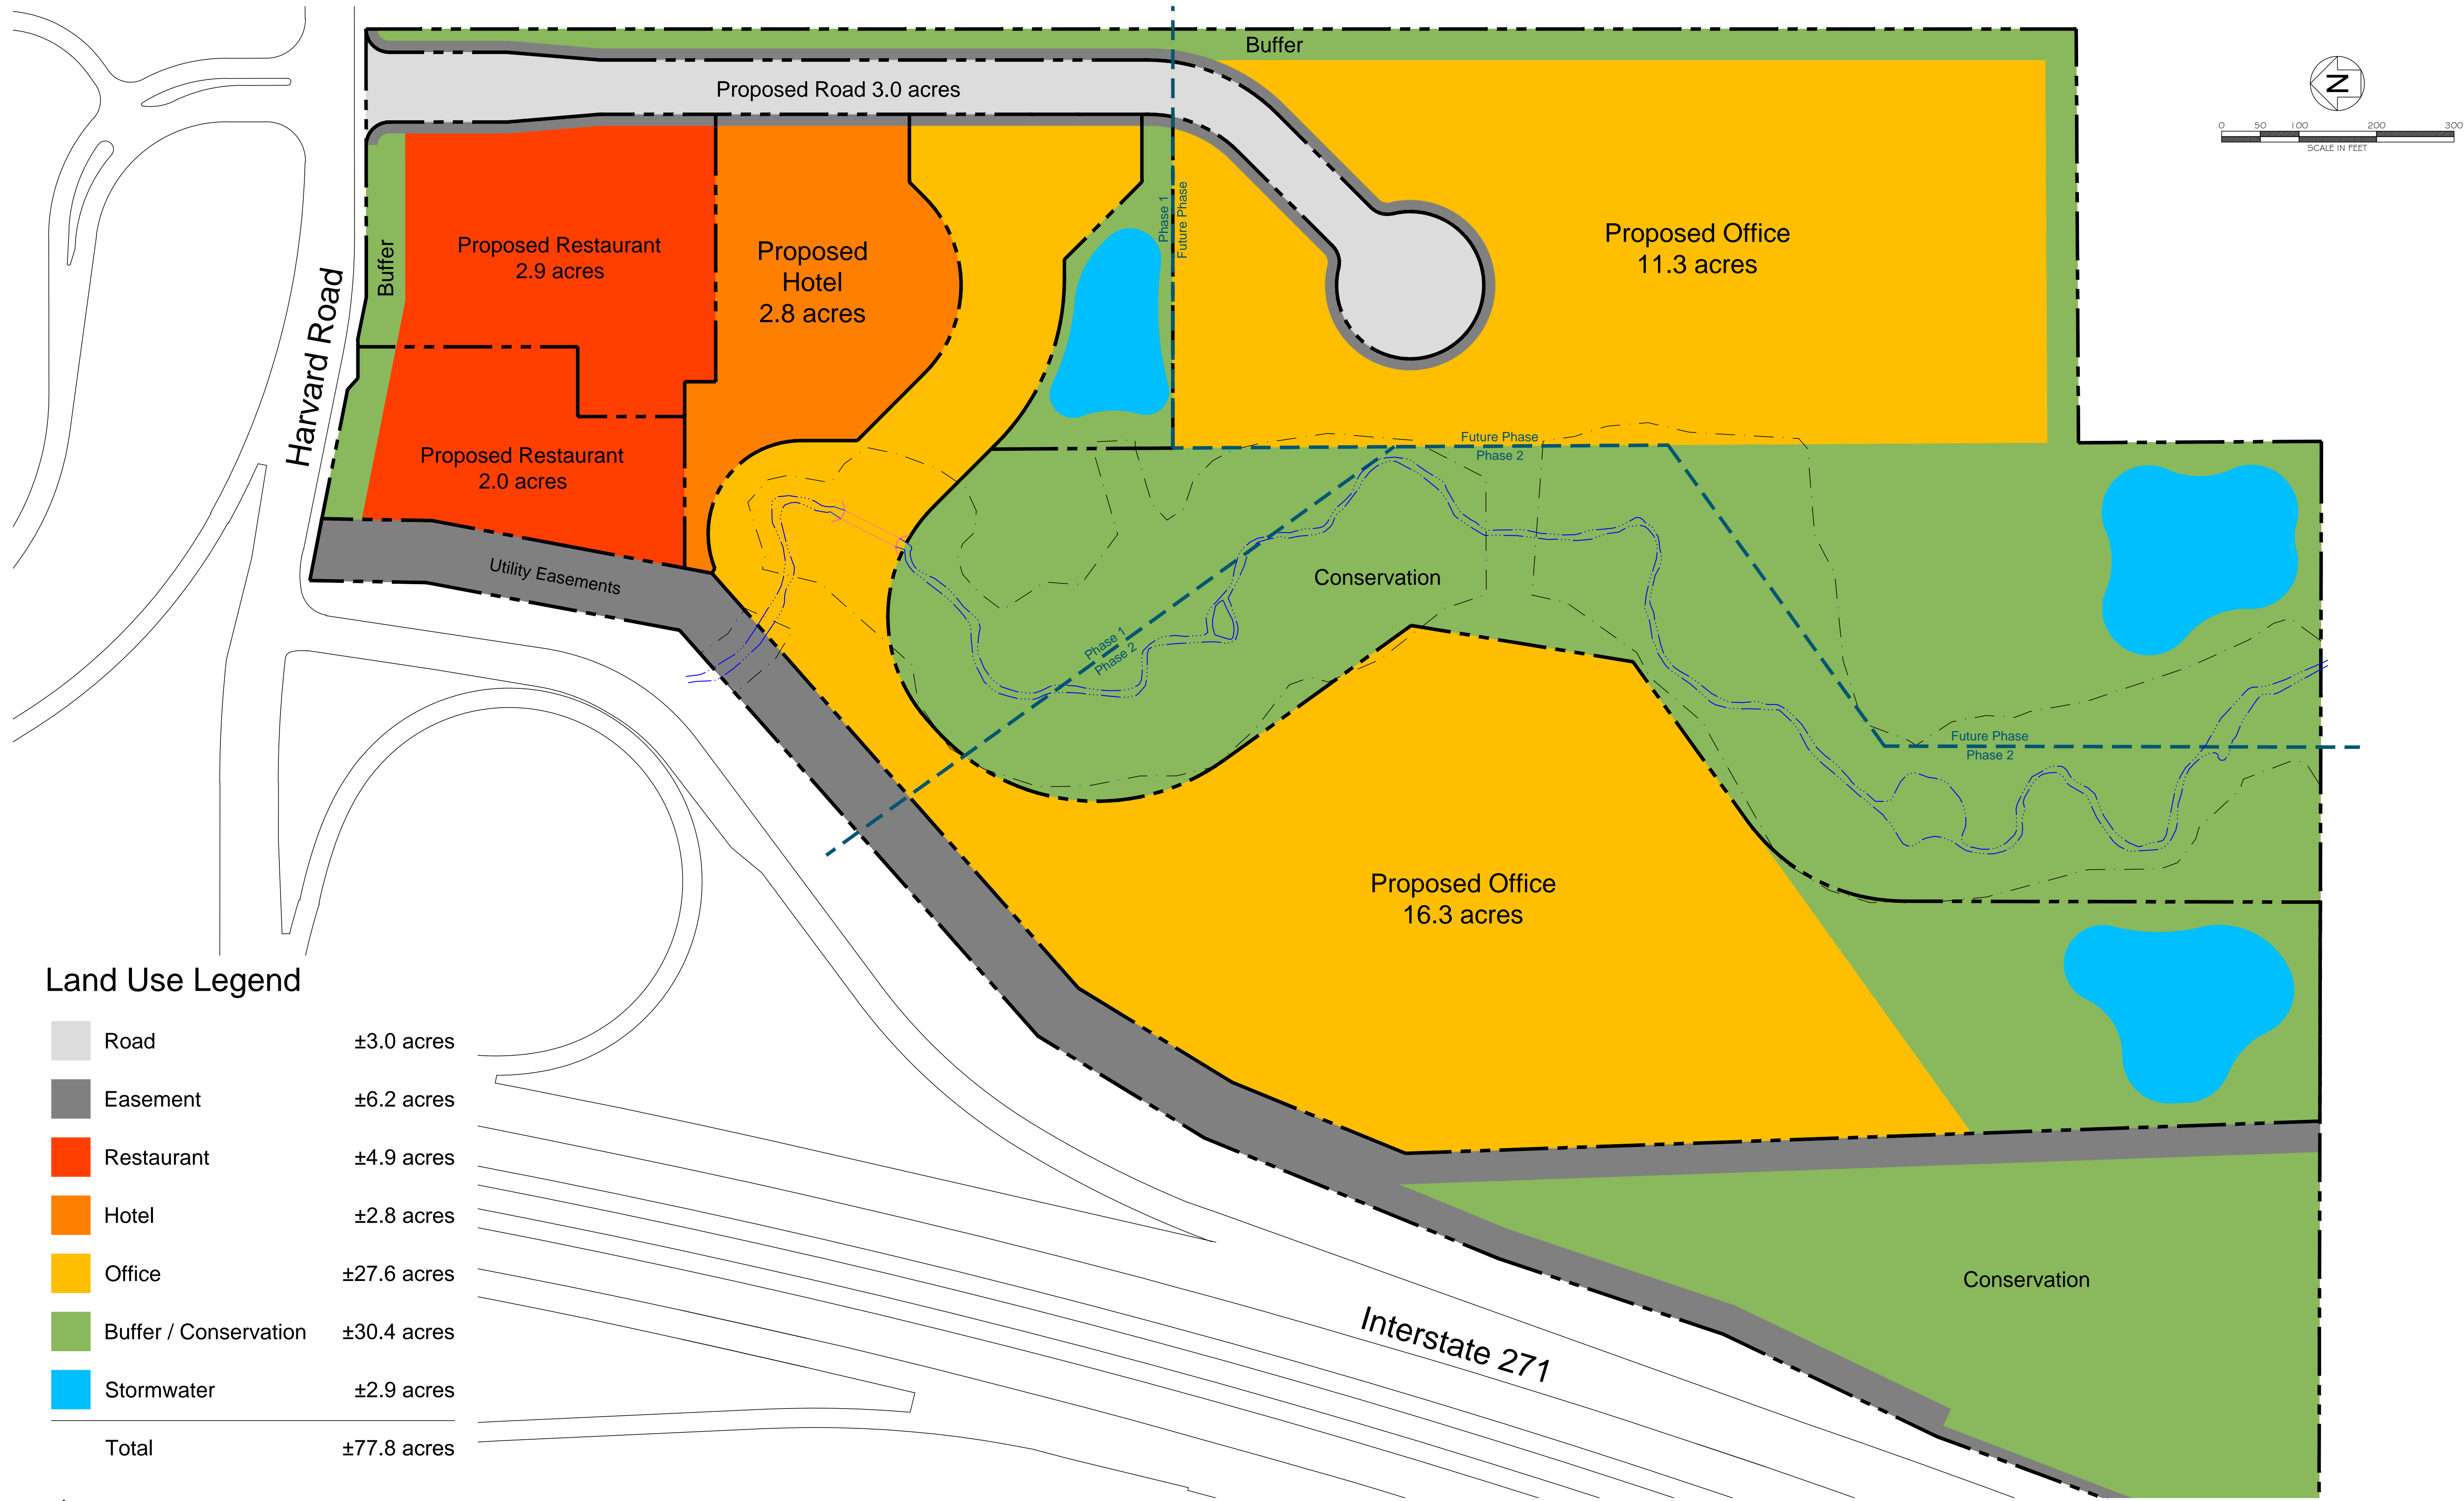 Buffer
Proposed Road 3.0 acres
N
0 50 100 200 300
SCALE IN FEET
Harvard Road
Buffer
Proposed Restaurant
2.9 acres
Proposed
Hotel
2.8 acres
Phase 1
Future Phase
Proposed Office
11.3 acres
Proposed Restaurant
2.0 acres
Future Phase
Phase 2
Utility Easements
Conservation
Phase 1
Phase 2
Future Phase
Phase 2
Proposed Office
16.3 acres
Conservation
Interstate 271
Land Use Legend
Road ±3.0 acres
Easement ±6.2 acres
Restaurant ±4.9 acres
Hotel ±2.8 acres
Office ±27.6 acres
Buffer / Conservation ±30.4 acres
Stormwater ±2.9 acres
Total ±77.8 acres